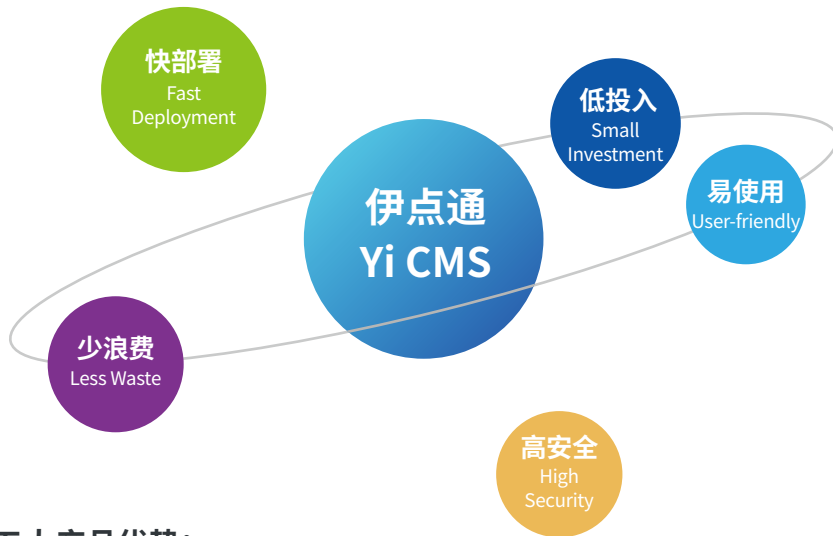 快部署
Fast
Deployment
低投入
Small
Investment
易使用
User-friendly
伊点通
Yi CMS
少浪费
Less Waste
高安全
High
Security